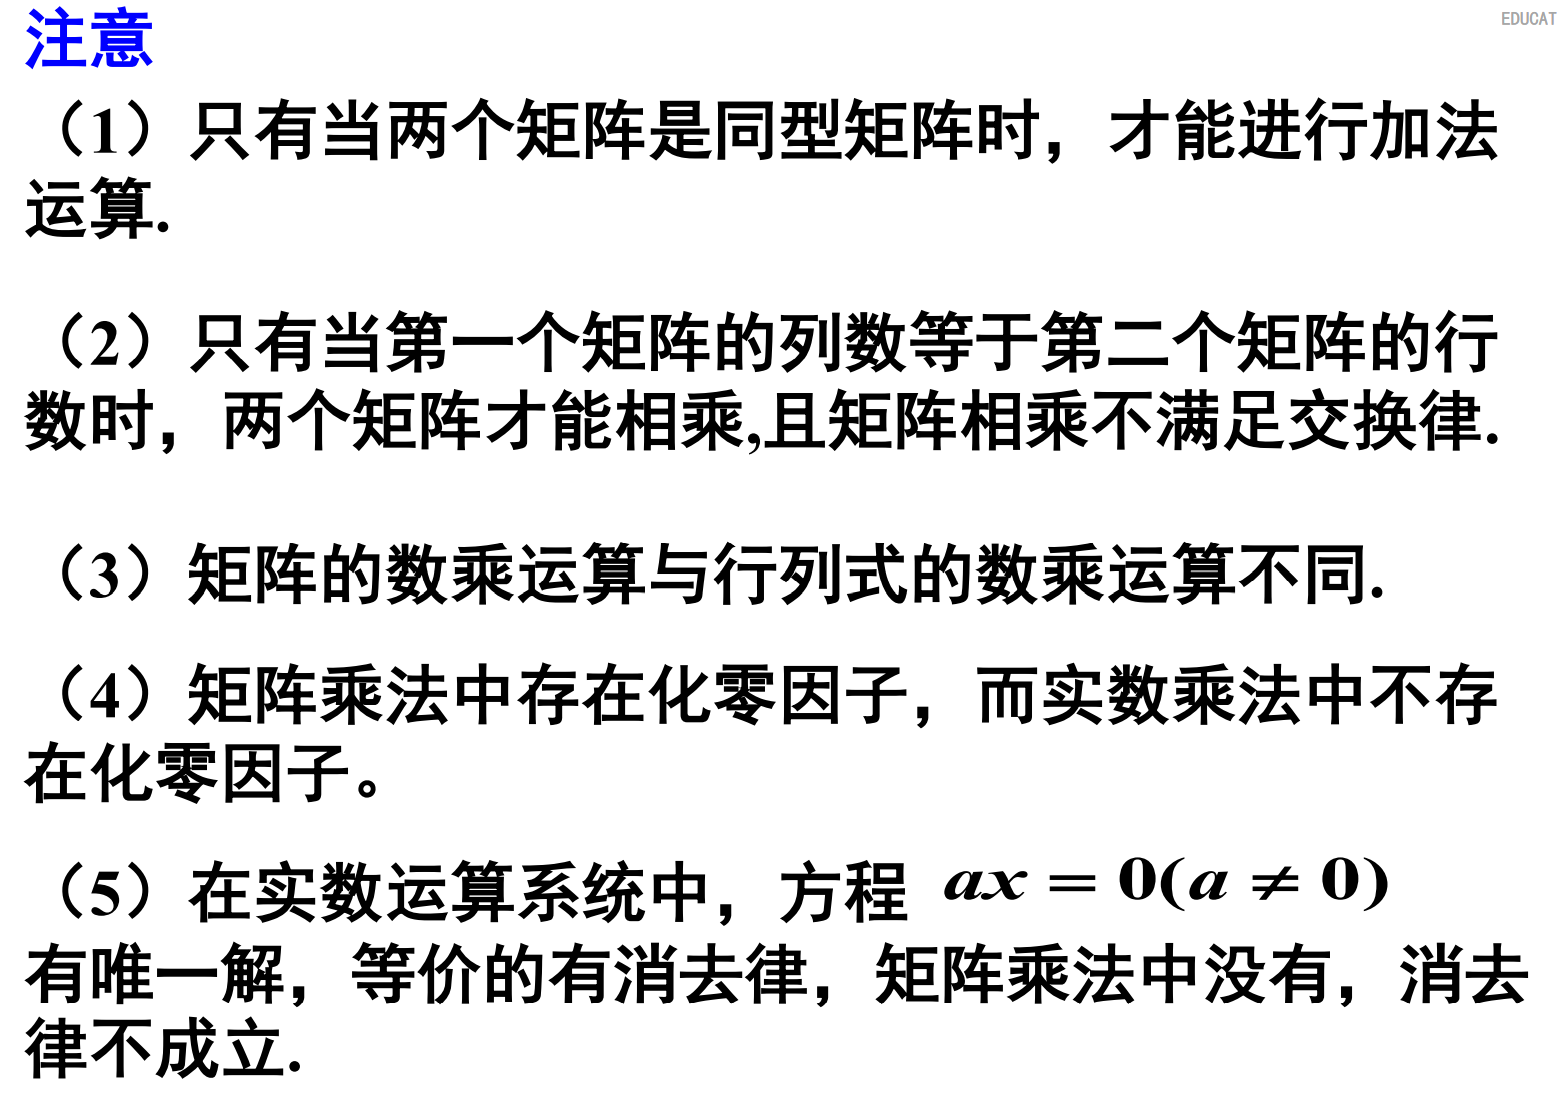 注意
EDUCAT
（1）只有当两个矩阵是同型矩阵时，才能进行加法
运算.
（2）只有当第一个矩阵的列数等于第二个矩阵的行
数时，两个矩阵才能相乘,且矩阵相乘不满足交换律.
（3）矩阵的数乘运算与行列式的数乘运算不同.
（4）矩阵乘法中存在化零因子，而实数乘法中不存
在化零因子。
（5）在实数运算系统中，方程 ax = 0(a ≠ 0)
有唯一解，等价的有消去律，矩阵乘法中没有，消去
律不成立.